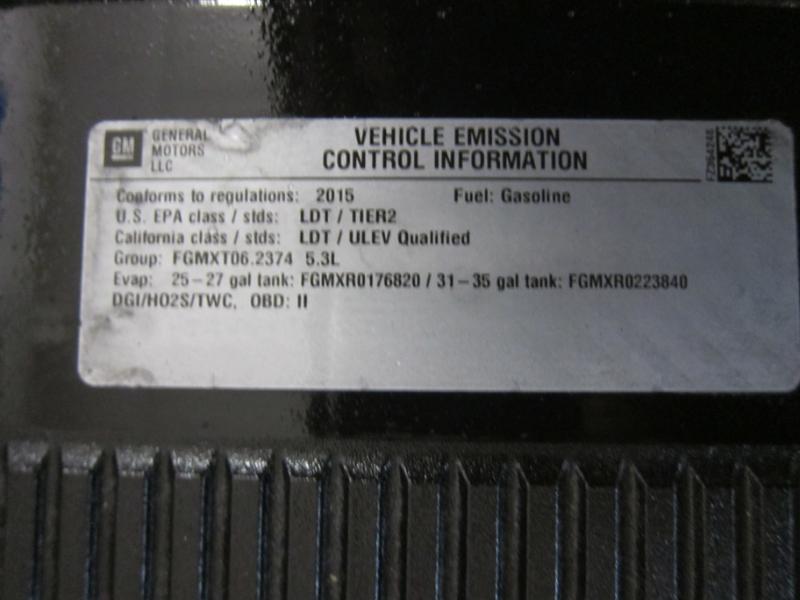 GM
GENERAL
MOTORS
LLC
VEHICLE EMISSION
CONTROL INFORMATION
Conforms to regulations: 2015 Fuel: Gasoline
U.S. EPA class / stds: LDT / TIER2
California class / stds: LDT / ULEV Qualified
Group: FGMXT06.2374 5.3L
Evap: 25-27 gal tank: FGMXR0176820 / 31-35 gal tank: FGMXR0223840
DGI/HO2S/TWC, OBD: II